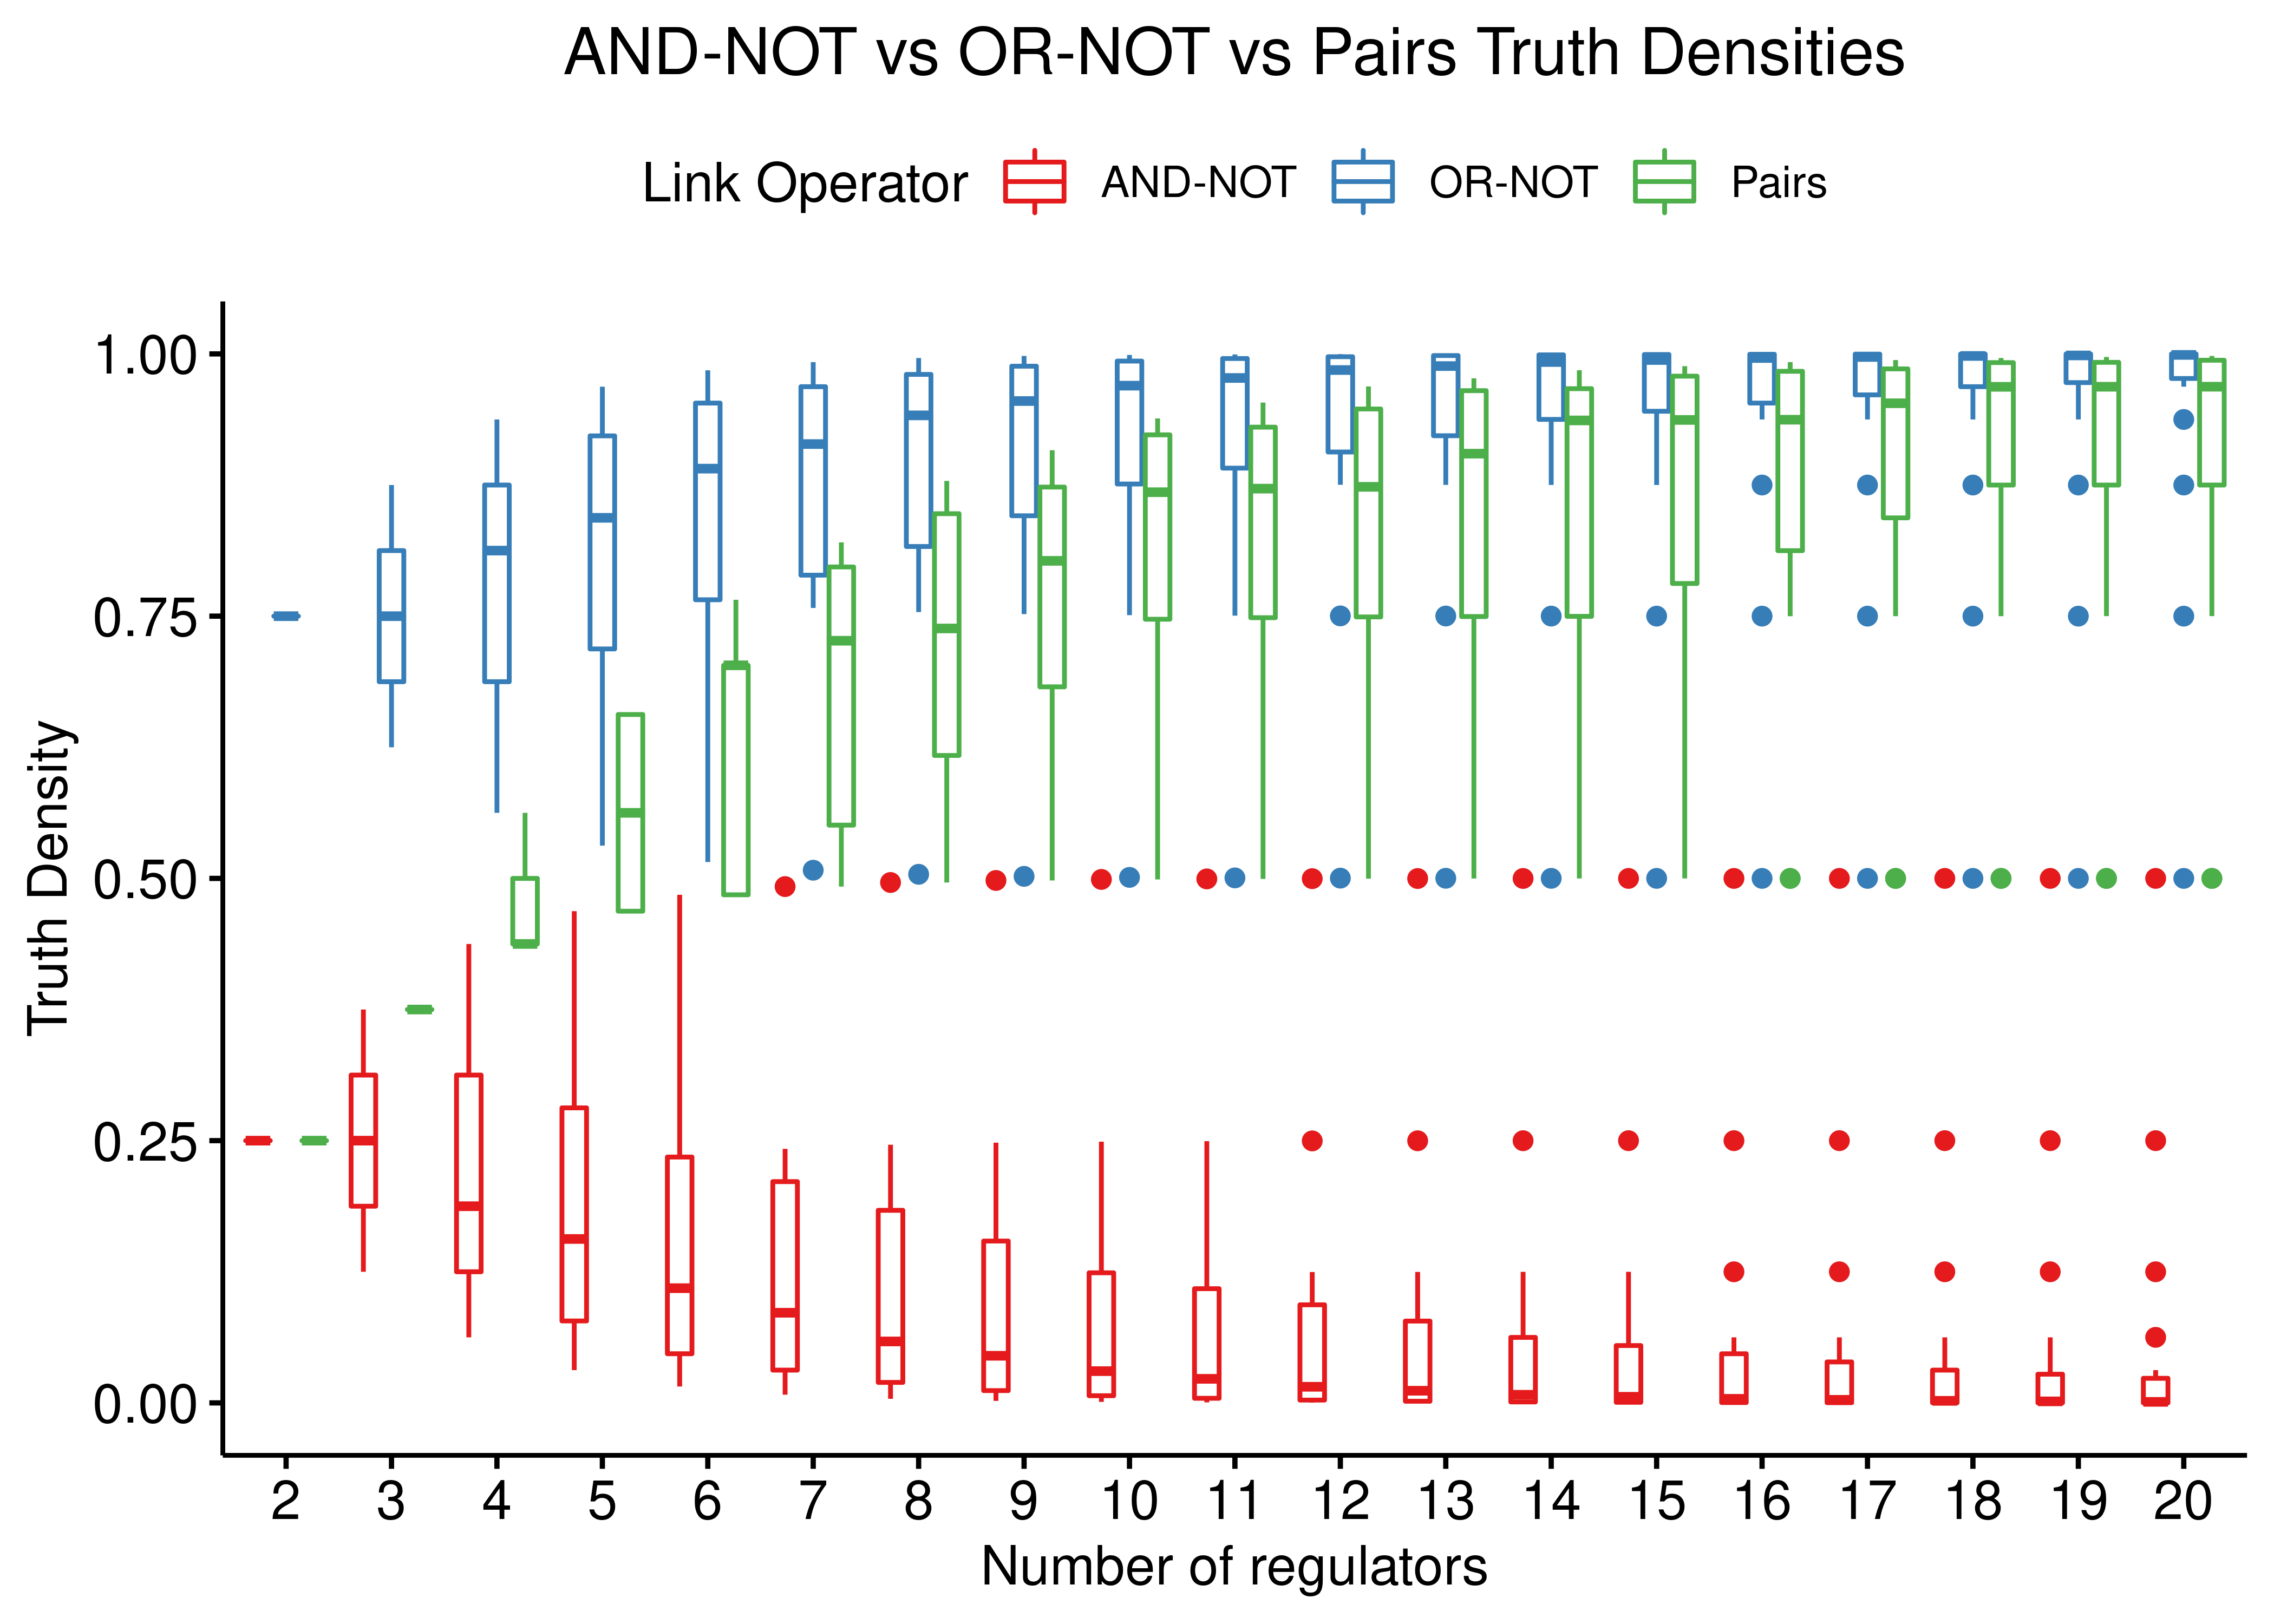 AND-NOT vs OR-NOT vs Pairs Truth Densities
Link Operator AND-NOT OR-NOT Pairs
Truth Density
1.00
0.75
0.50
0.25
0.00
2 3 4 5 6 7 8 9 10 11 12 13 14 15 16 17 18 19 20
Number of regulators